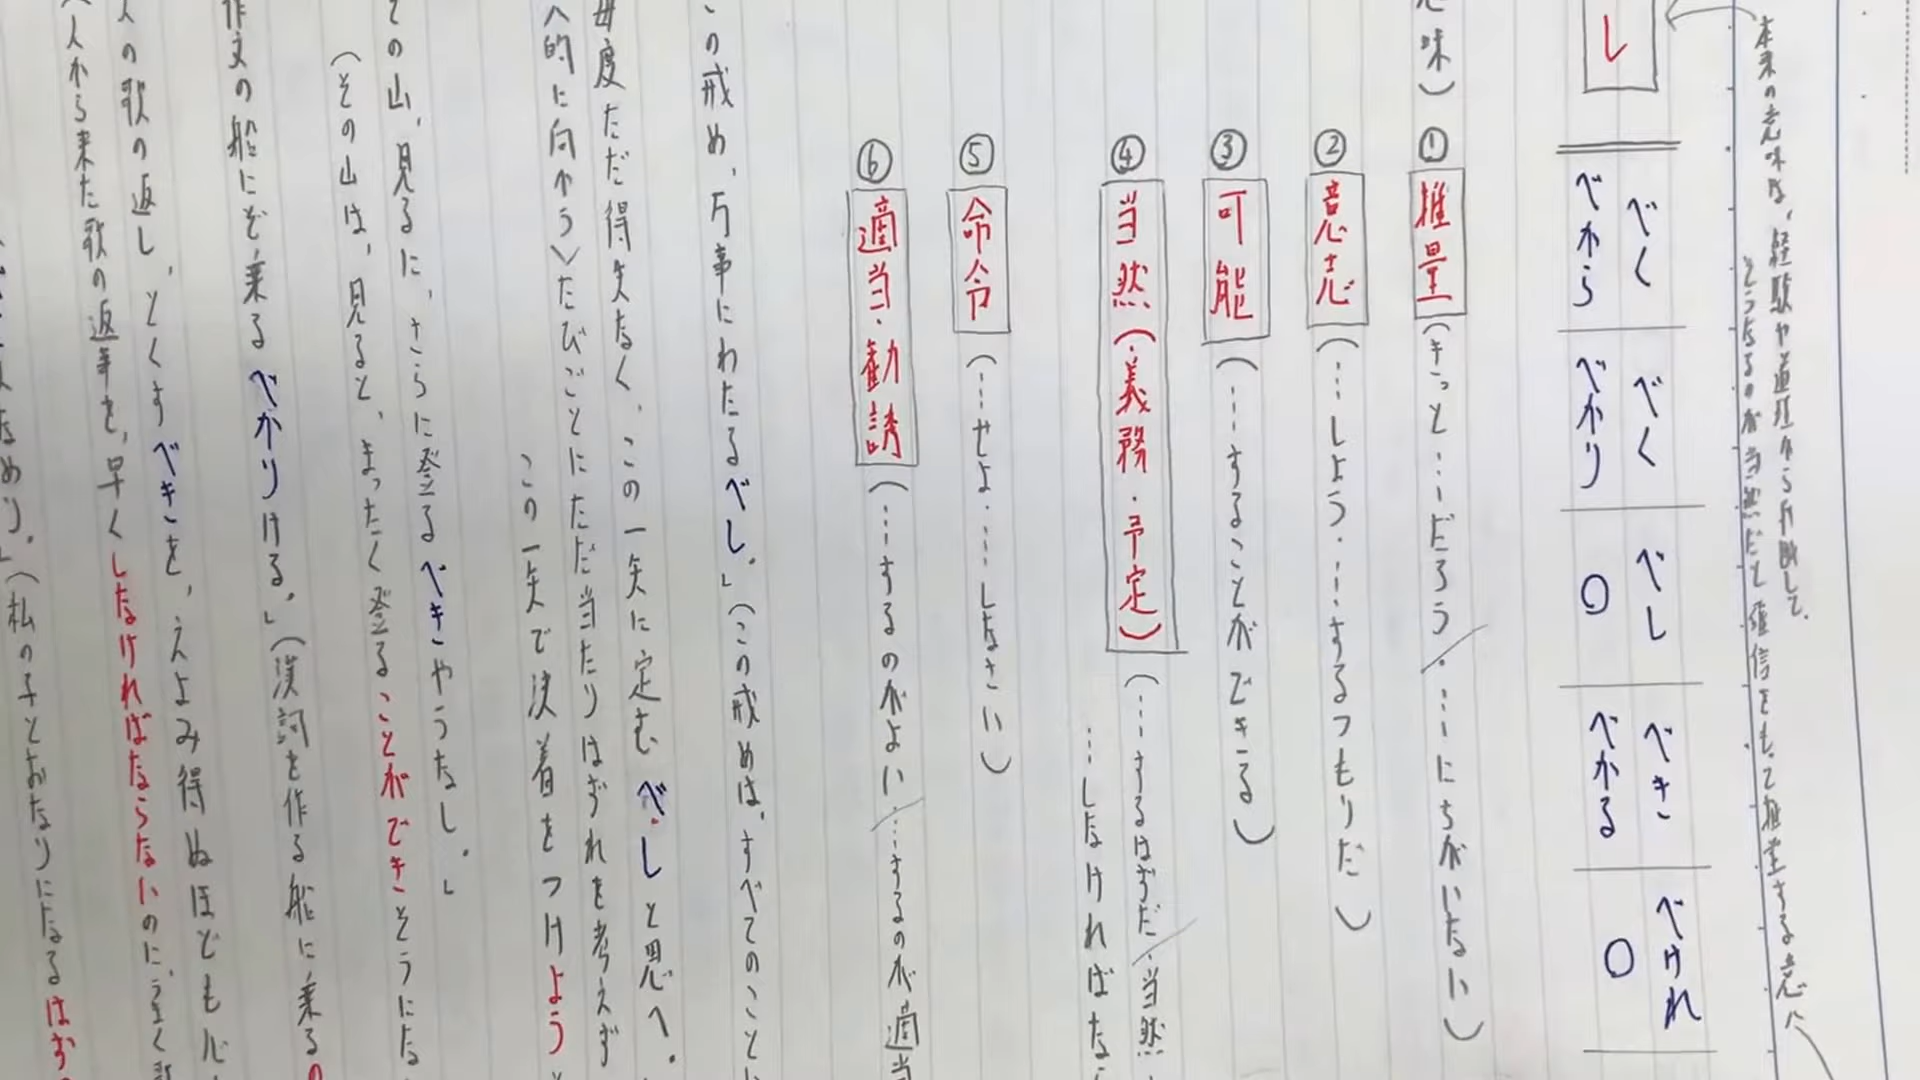 本来の意味は、経験や道理から判断して、
そうなるのが当然だと確信をもって推量する意
べく べく べし べき べけれ
し べから べかり ○ べかる ○
味）①推量（きっと…だろう／…にちがいない）
②意志（…しよう…するつもりだ）
③可能（…することができる）
④当然（・義務・予定）（…するはずだ／当然
…しなければなら
⑤命令（…せよ…しなさい）
⑥適当・勧誘（…するのがよい／…するのが適当
この戒め、万事にわたるべし。」（この戒めは、すべてのこと
毎度ただ得失なく、この一矢に定むべしと思へ。
的に向かう〉たびごとにただ当たりはずれを考えず
この一矢で決着をつけよう
ての山、見るに、さらに登るべきやうなし。」
（その山は、見ると、まったく登ることができそうにな
作文の船にぞ乗るべかりける。」（漢詞を作る船に乗るの
人の歌の返し、とくすべきを、えよみ得ぬほども心
人から来た歌の返事を、早くしなければならないのに、
なめり。」（私の子とおなりになるはず